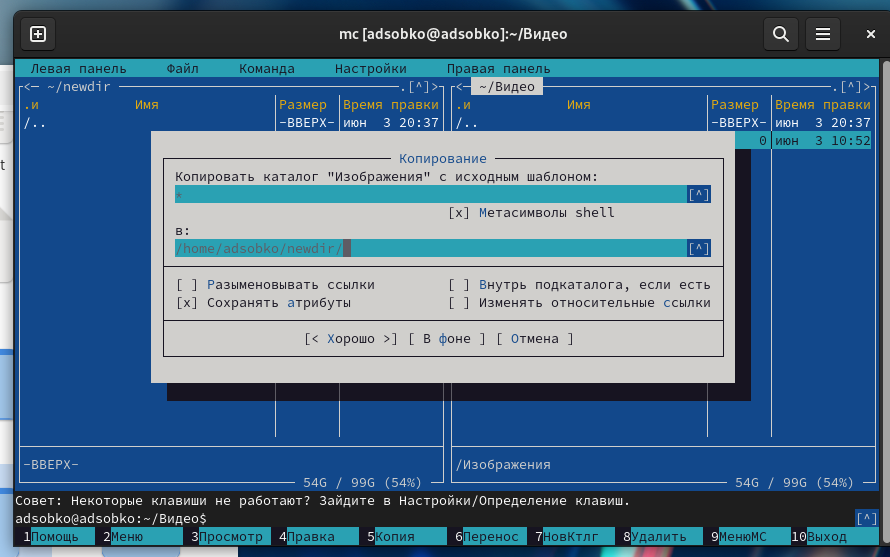 mc [adsobko@adsobko]:~/Видео
Левая панель Файл Команда Настройки Правая панель
<— ~/newdir .[^]> <— ~/Видео .[^]>
.и Имя Размер Время правки .и Имя Размер Время правки
/.. -ВВЕРХ- июн 3 20:37 /.. -ВВЕРХ- июн 3 20:37
0 июн 3 10:52
Копирование
Копировать каталог "Изображения" с исходным шаблоном:
* [^]
[x] Метасимволы shell
в:
/home/adsobko/newdir/ [^]
[ ] Разыменовывать ссылки [ ] Внутрь подкаталога, если есть
[x] Сохранять атрибуты [ ] Изменять относительные ссылки
[< Хорошо >] [ В фоне ] [ Отмена ]
-ВВЕРХ- /Изображения
54G / 99G (54%) 54G / 99G (54%)
Совет: Некоторые клавиши не работают? Зайдите в Настройки/Определение клавиш.
adsobko@adsobko:~/Видео$ [^]
1Помощь 2Меню 3Просмотр 4Правка 5Копия 6Перенос 7НовКтлг 8Удалить 9МенюМС 10Выход